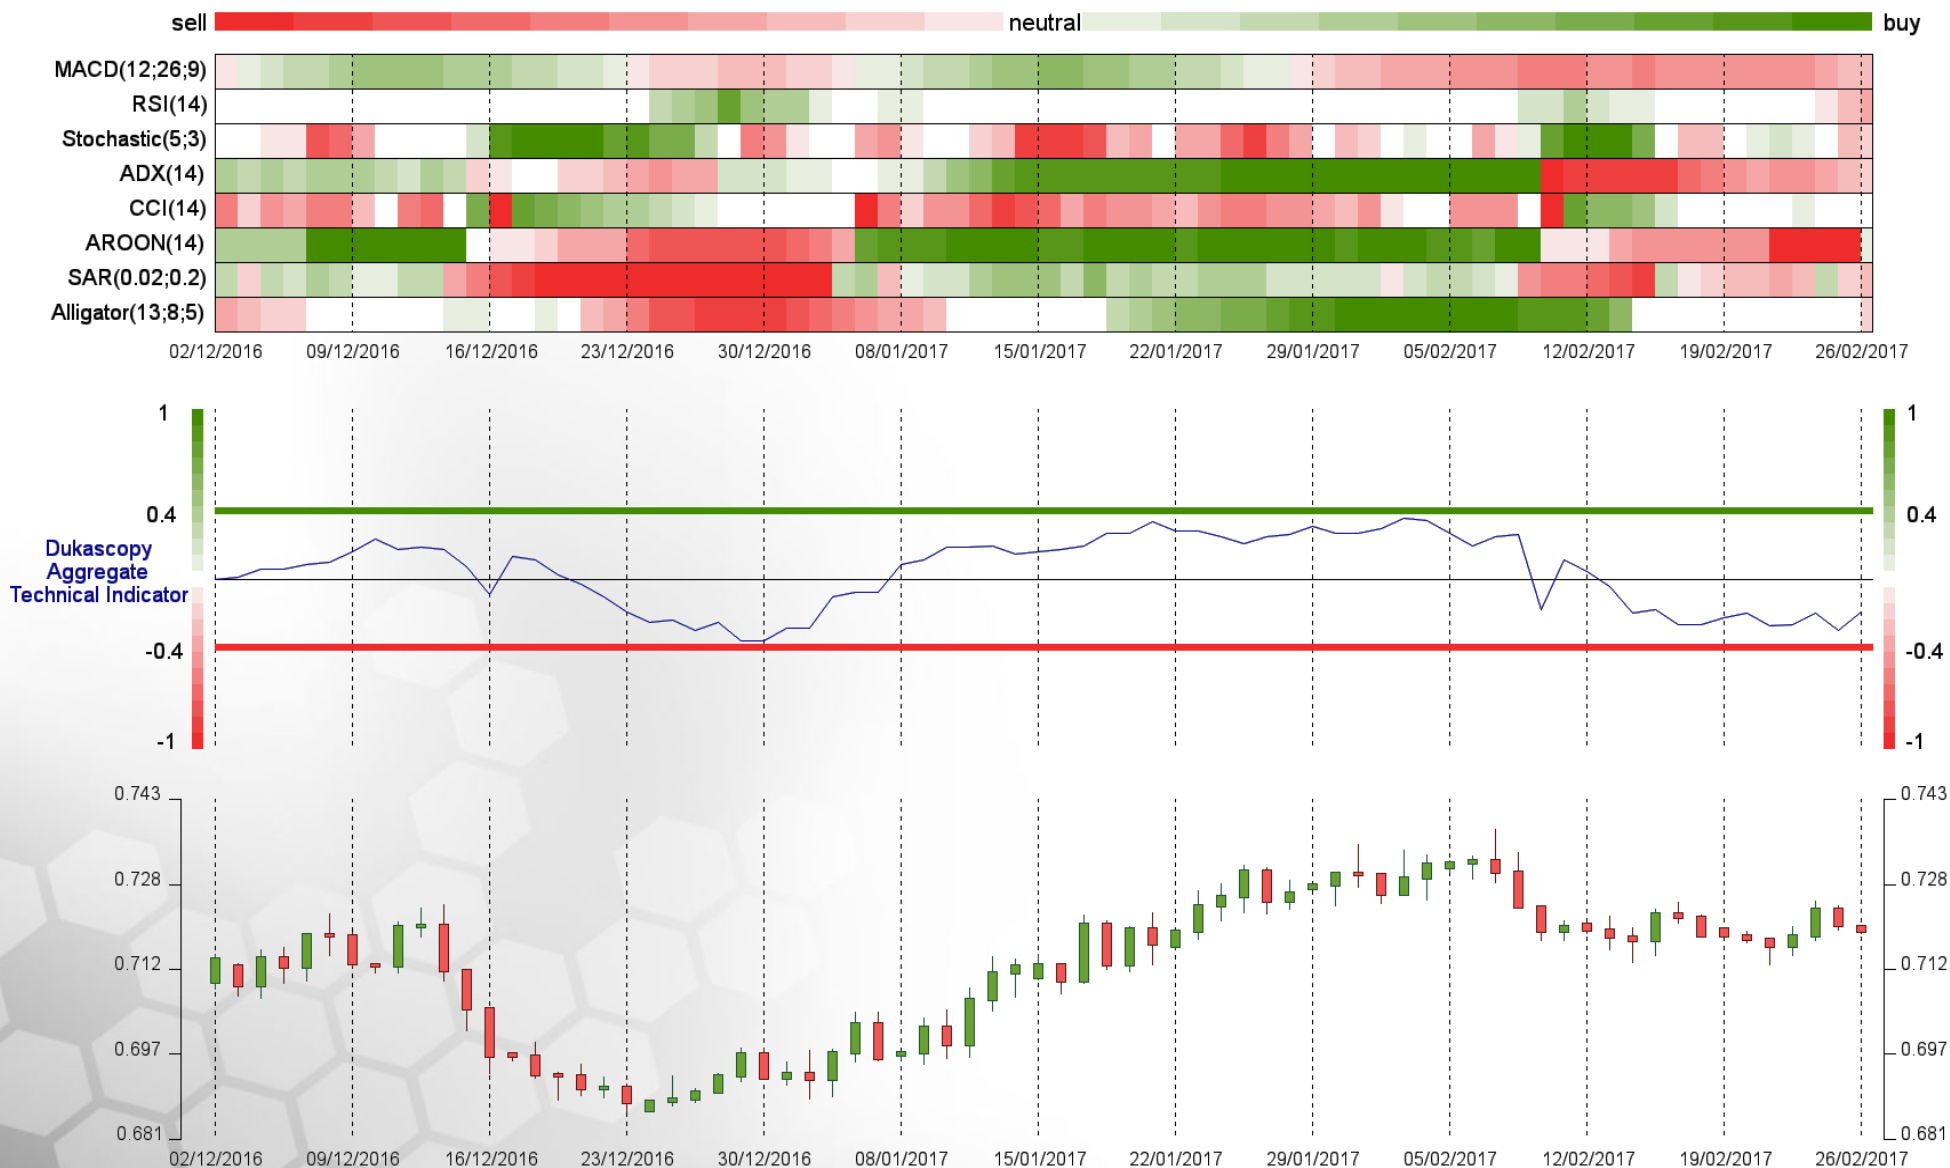 sell neutral buy
MACD(12;26;9)
RSI(14)
Stochastic(5;3)
ADX(14)
CCI(14)
AROON(14)
SAR(0.02;0.2)
Alligator(13;8;5)
02/12/2016 09/12/2016 16/12/2016 23/12/2016 30/12/2016 08/01/2017 15/01/2017 22/01/2017 29/01/2017 05/02/2017 12/02/2017 19/02/2017 26/02/2017
1 1
0.4 0.4
Dukascopy
Aggregate
Technical Indicator
-0.4 -0.4
-1 -1
0.743 0.743
0.728 0.728
0.712 0.712
0.697 0.697
0.681 0.681
02/12/2016 09/12/2016 16/12/2016 23/12/2016 30/12/2016 08/01/2017 15/01/2017 22/01/2017 29/01/2017 05/02/2017 12/02/2017 19/02/2017 26/02/2017